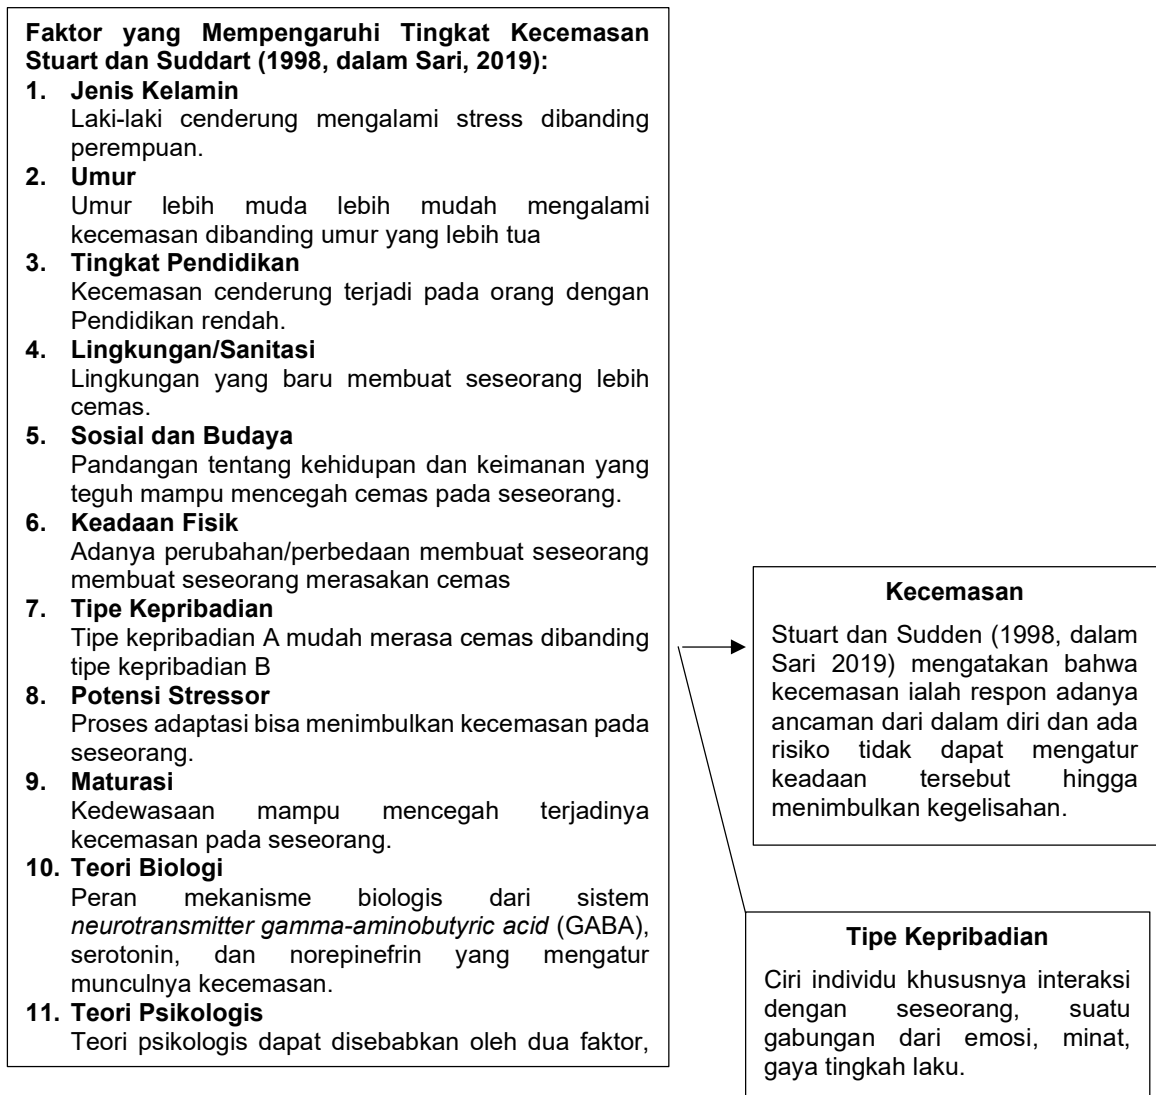 Faktor yang Mempengaruhi Tingkat Kecemasan
Stuart dan Suddart (1998, dalam Sari, 2019):
1. Jenis Kelamin
Laki-laki cenderung mengalami stress dibanding
perempuan.
2. Umur
Umur lebih muda lebih mudah mengalami
kecemasan dibanding umur yang lebih tua
3. Tingkat Pendidikan
Kecemasan cenderung terjadi pada orang dengan
Pendidikan rendah.
4. Lingkungan/Sanitasi
Lingkungan yang baru membuat seseorang lebih
cemas.
5. Sosial dan Budaya
Pandangan tentang kehidupan dan keimanan yang
teguh mampu mencegah cemas pada seseorang.
6. Keadaan Fisik
Adanya perubahan/perbedaan membuat seseorang
membuat seseorang merasakan cemas
7. Tipe Kepribadian
Tipe kepribadian A mudah merasa cemas dibanding
tipe kepribadian B
8. Potensi Stressor
Proses adaptasi bisa menimbulkan kecemasan pada
seseorang.
9. Maturasi
Kedewasaan mampu mencegah terjadinya
kecemasan pada seseorang.
10. Teori Biologi
Peran mekanisme biologis dari sistem
neurotransmitter gamma-aminobutyric acid (GABA),
serotonin, dan norepinefrin yang mengatur
munculnya kecemasan.
11. Teori Psikologis
Teori psikologis dapat disebabkan oleh dua faktor,
Kecemasan
Stuart dan Sudden (1998, dalam
Sari 2019) mengatakan bahwa
kecemasan ialah respon adanya
ancaman dari dalam diri dan ada
risiko tidak dapat mengatur
keadaan tersebut hingga
menimbulkan kegelisahan.
Tipe Kepribadian
Ciri individu khususnya interaksi
dengan seseorang, suatu
gabungan dari emosi, minat,
gaya tingkah laku.